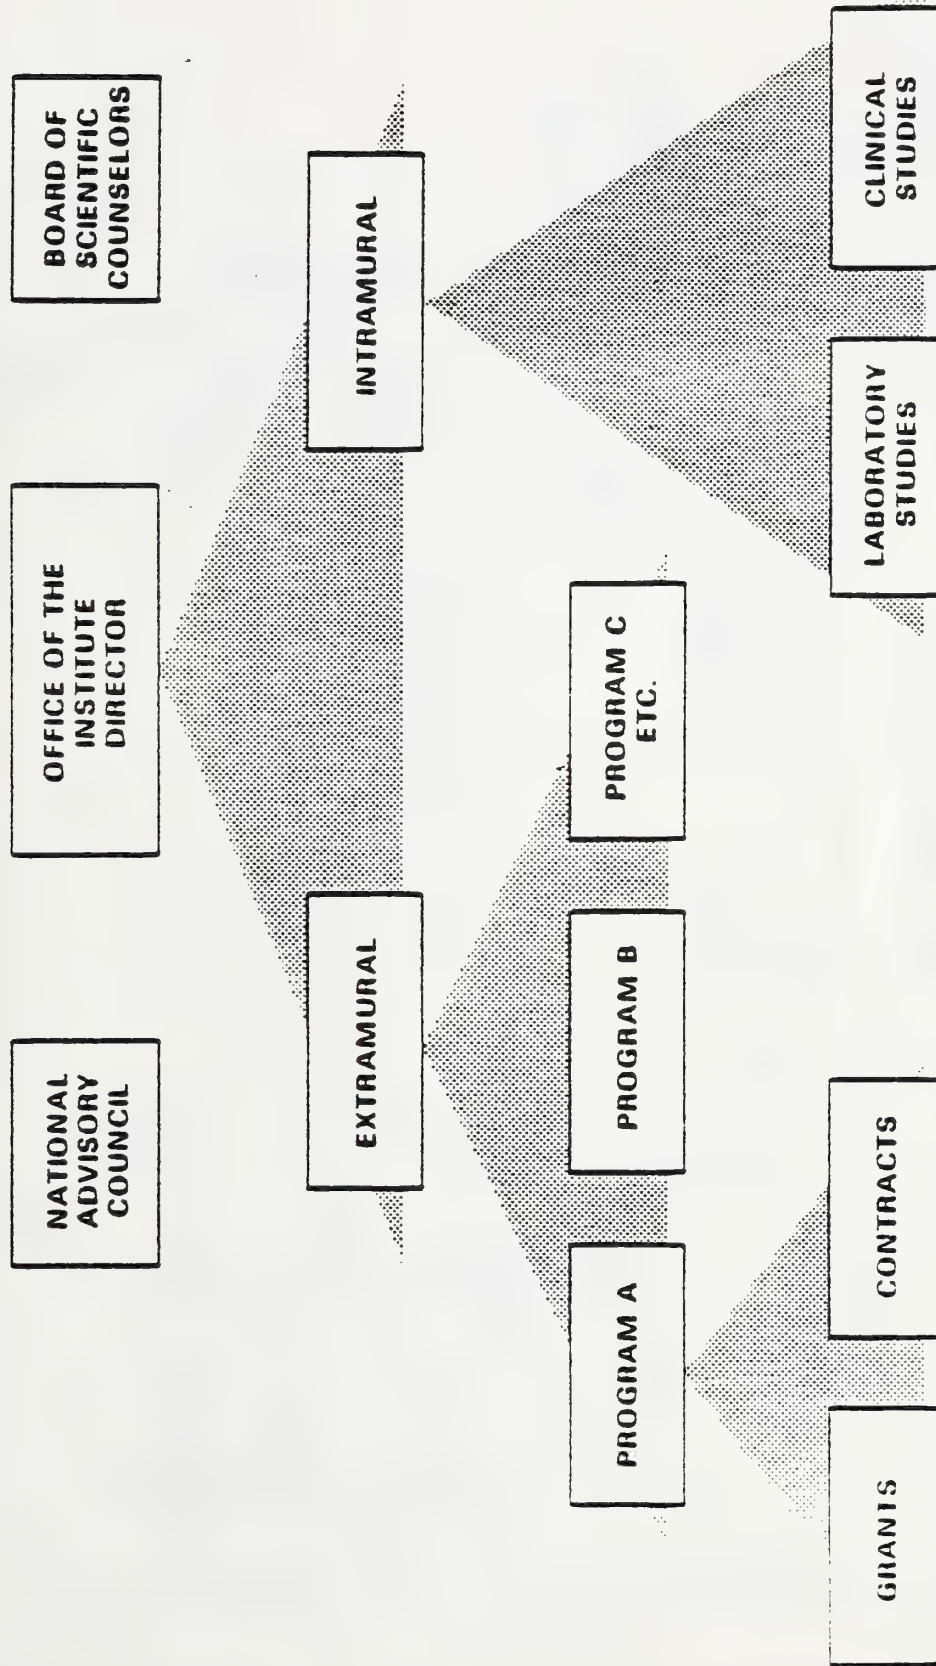 NATIONAL
ADVISORY
COUNCIL
OFFICE OF THE
INSTITUTE
DIRECTOR
BOARD OF
SCIENTIFIC
COUNSELORS
EXTRAMURAL
INTRAMURAL
PROGRAM A
PROGRAM B
PROGRAM C
ETC.
GRANTS
CONTRACTS
LABORATORY
STUDIES
CLINICAL
STUDIES